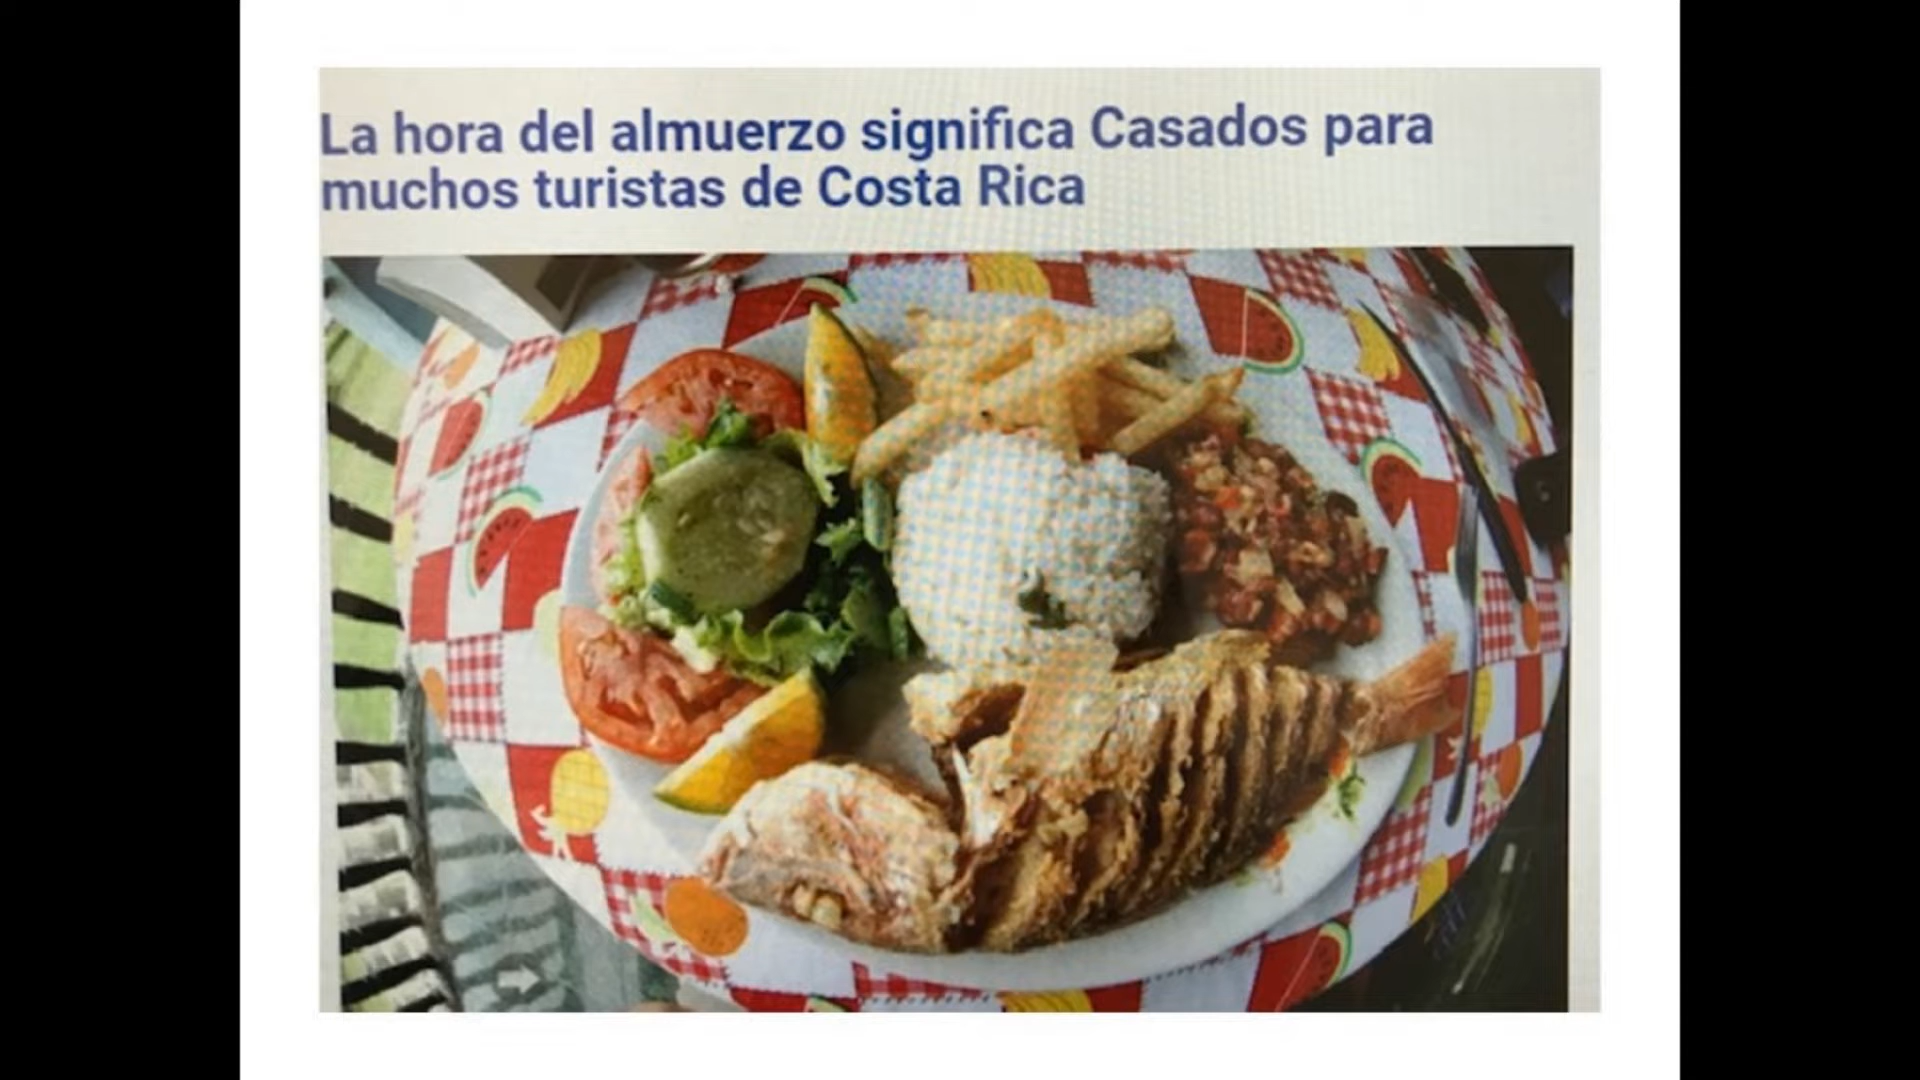 La hora del almuerzo significa Casados para
muchos turistas de Costa Rica